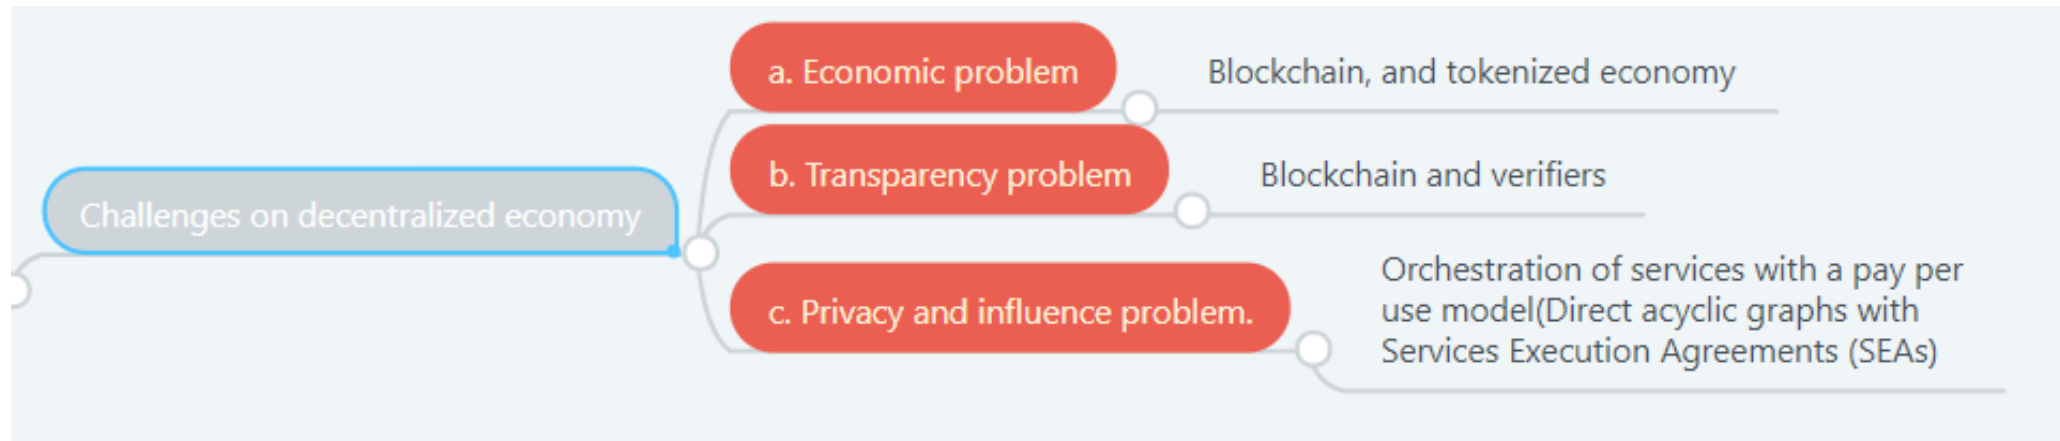 a. Economic problem
Blockchain, and tokenized economy
b. Transparency problem
Blockchain and verifiers
Challenges on decentralized economy
c. Privacy and influence problem.
Orchestration of services with a pay per
use model(Direct acyclic graphs with
Services Execution Agreements (SEAs)